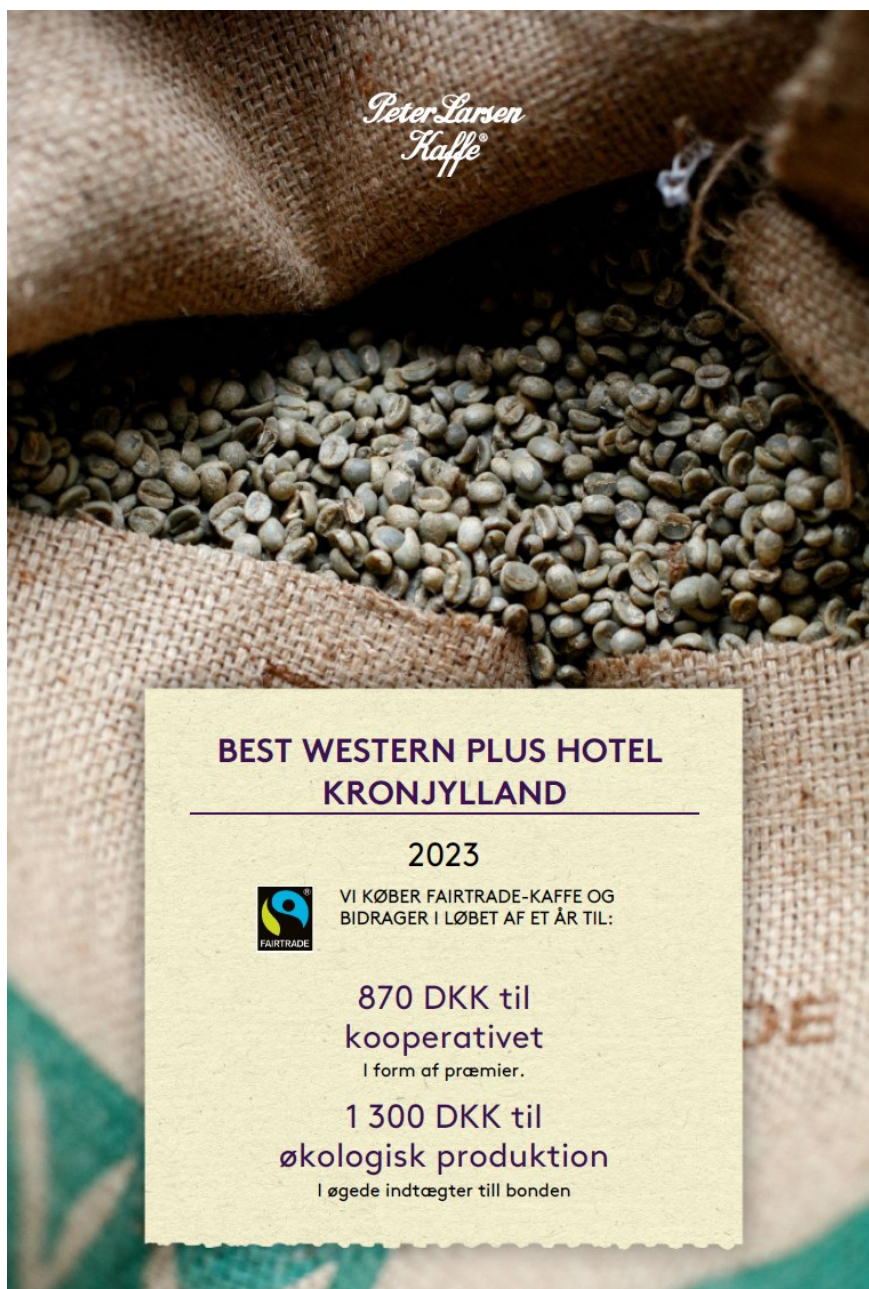 Peter Larsen
Kaffe®
BEST WESTERN PLUS HOTEL
KRONJYLLAND
2023
VI KØBER FAIRTRADE-KAFFE OG
BIDRAGER I LØBET AF ET ÅR TIL:
®
FAIRTRADE
870 DKK til
kooperativet
I form af præmier.
1 300 DKK til
økologisk produktion
I øgede indtægter till bonden